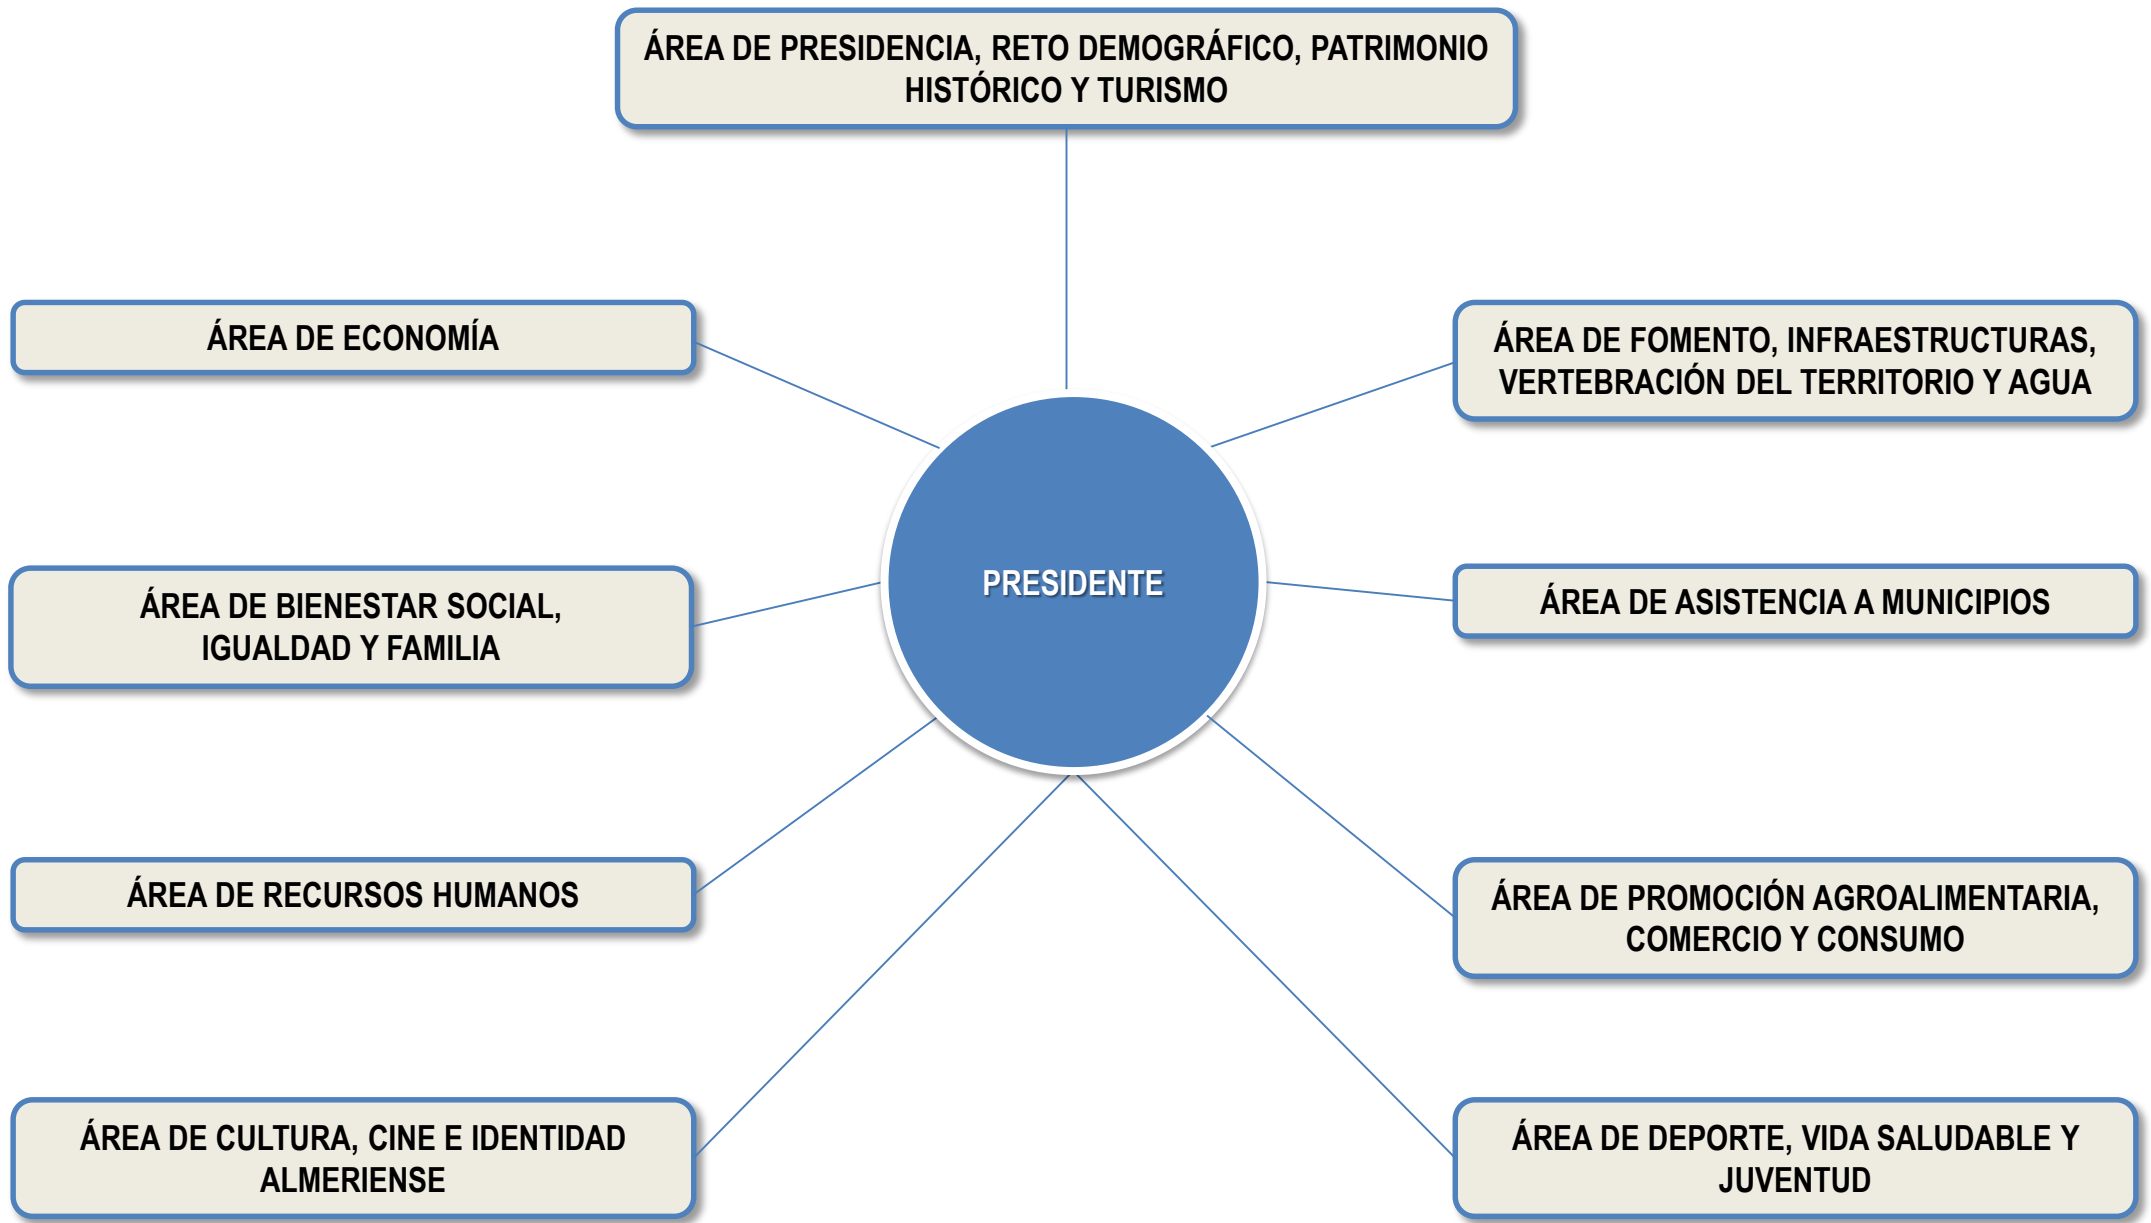 ÁREA DE PRESIDENCIA, RETO DEMOGRÁFICO, PATRIMONIO
HISTÓRICO Y TURISMO
ÁREA DE ECONOMÍA
ÁREA DE FOMENTO, INFRAESTRUCTURAS,
VERTEBRACIÓN DEL TERRITORIO Y AGUA
PRESIDENTE
ÁREA DE BIENESTAR SOCIAL,
IGUALDAD Y FAMILIA
ÁREA DE ASISTENCIA A MUNICIPIOS
ÁREA DE RECURSOS HUMANOS
ÁREA DE PROMOCIÓN AGROALIMENTARIA,
COMERCIO Y CONSUMO
ÁREA DE CULTURA, CINE E IDENTIDAD
ALMERIENSE
ÁREA DE DEPORTE, VIDA SALUDABLE Y
JUVENTUD